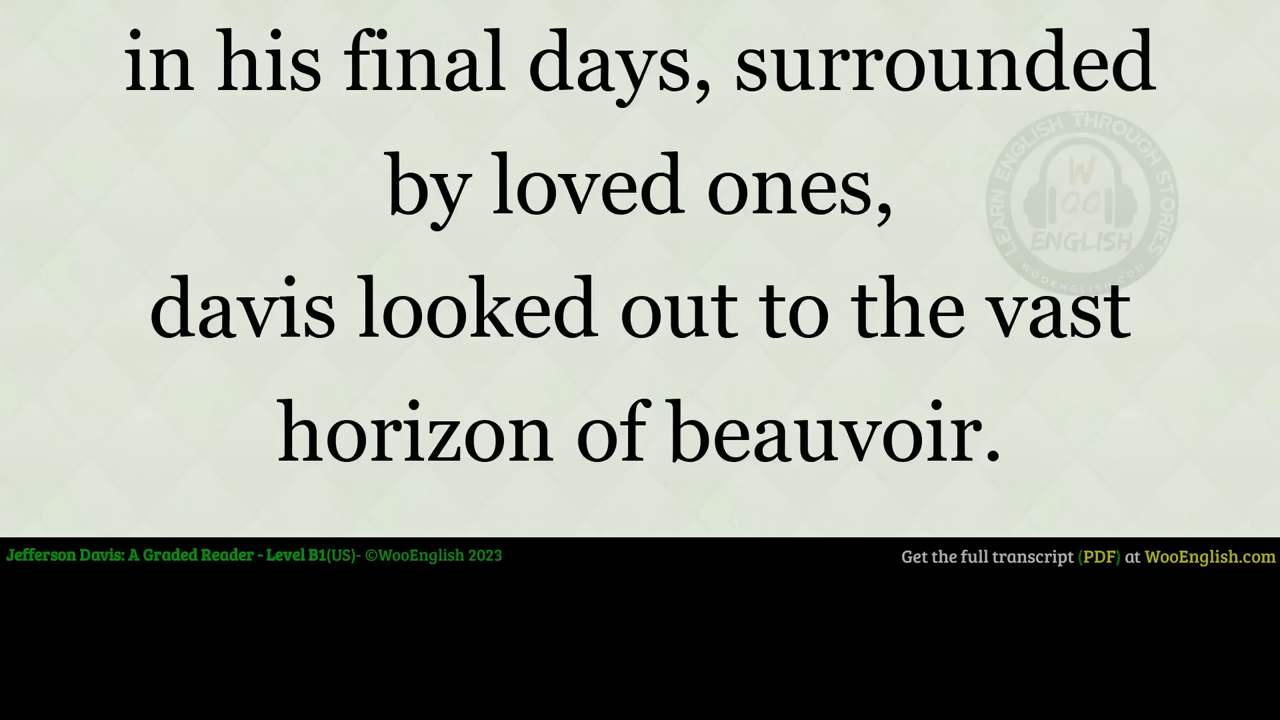 in his final days, surrounded
by loved ones,
davis looked out to the vast
horizon of beauvoir.
LEARN ENGLISH THROUGH STORIES
WOO
ENGLISH
WOOENGLISH.COM
Jefferson Davis: A Graded Reader - Level B1(US)- ©WooEnglish 2023
Get the full transcript (PDF) at WooEnglish.com